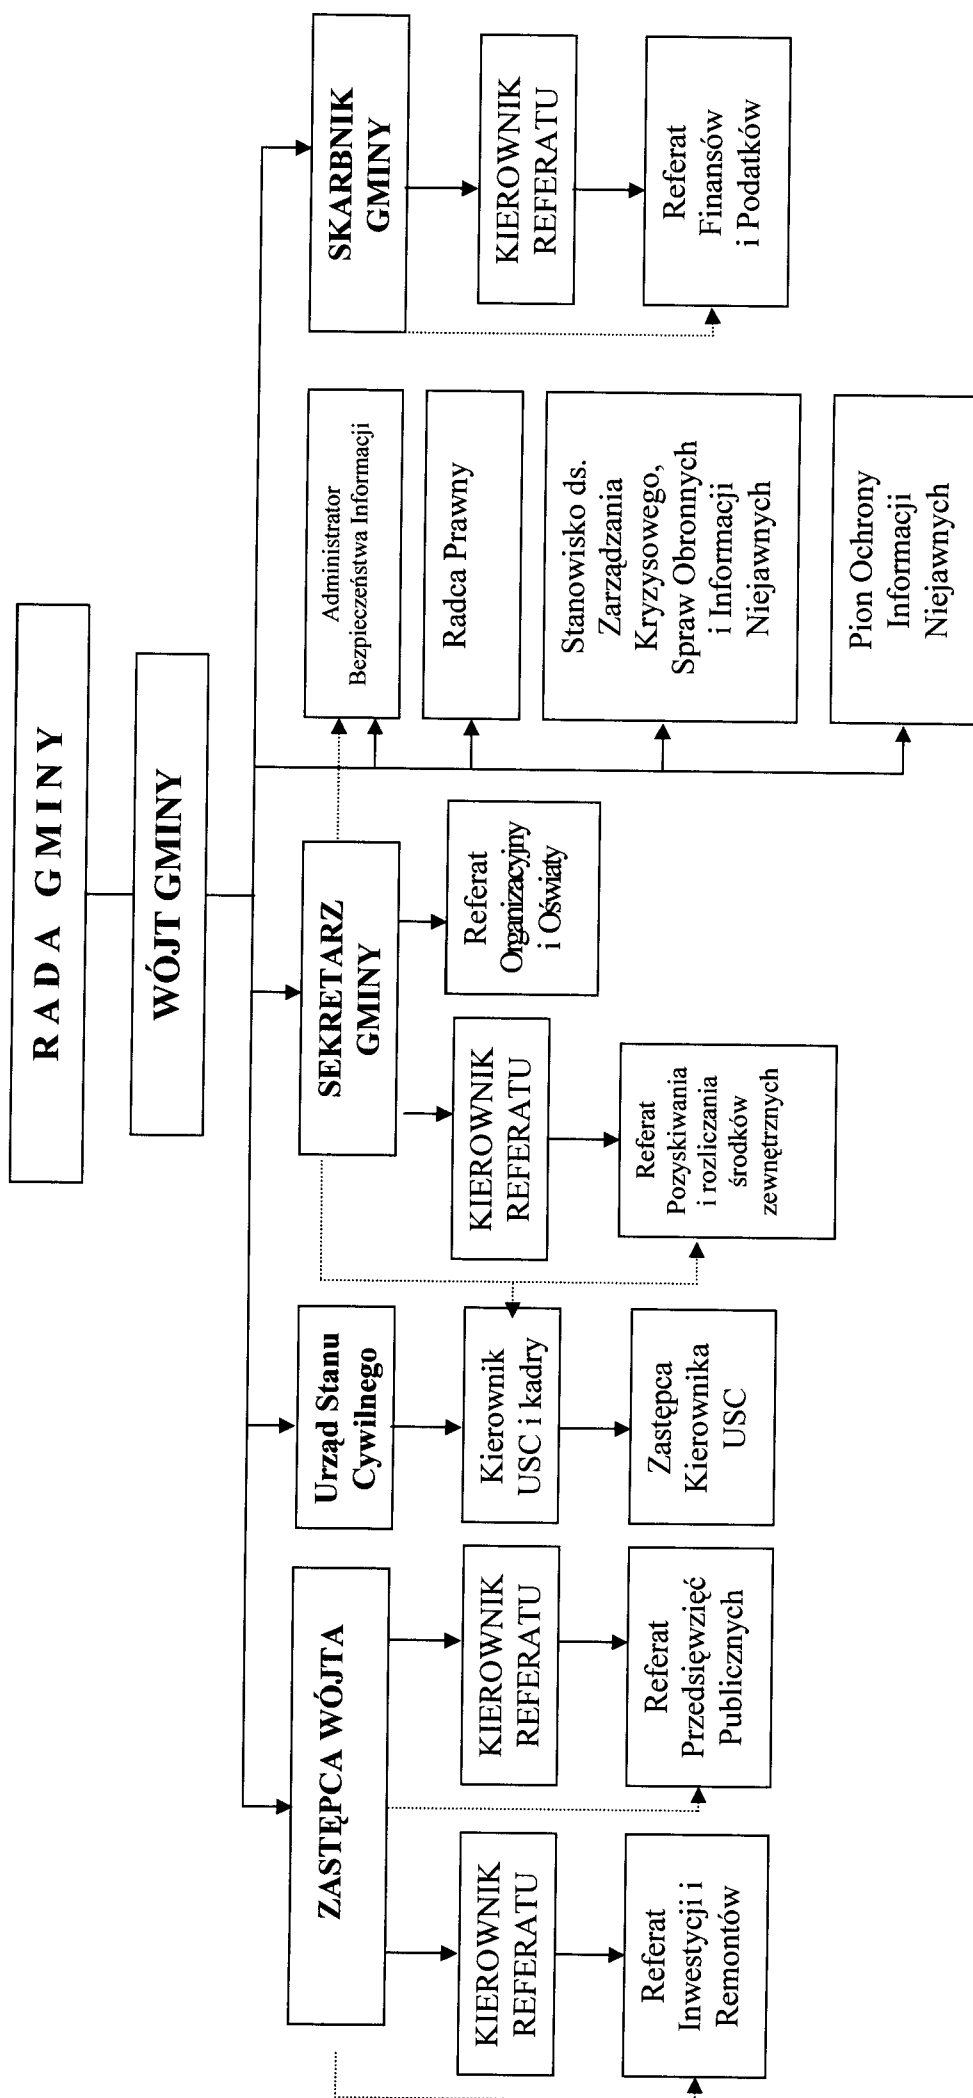 RADA GMINY
WÓJT GMINY
ZASTĘPCA WÓJTA
KIEROWNIK
REFERATU
Referat
Inwestycji i
Remontów
KIEROWNIK
REFERATU
Referat
Przedsięwzięć
Publicznych
Urząd Stanu
Cywilnego
Kierownik
USC i kadry
Zastępca
Kierownika
USC
SEKRETARZ
GMINY
KIEROWNIK
REFERATU
Referat
Pozyskiwania
i rozliczania
środków
zewnętrznych
Referat
Organizacyjny
i Oświaty
Administrator
Bezpieczeństwa Informacji
Radca Prawny
Stanowisko ds.
Zarządzania
Kryzysowego,
Spraw Obronnych
i Informacji
Niejawnych
Pion Ochrony
Informacji
Niejawnych
SKARBNIK
GMINY
KIEROWNIK
REFERATU
Referat
Finansów
i Podatków